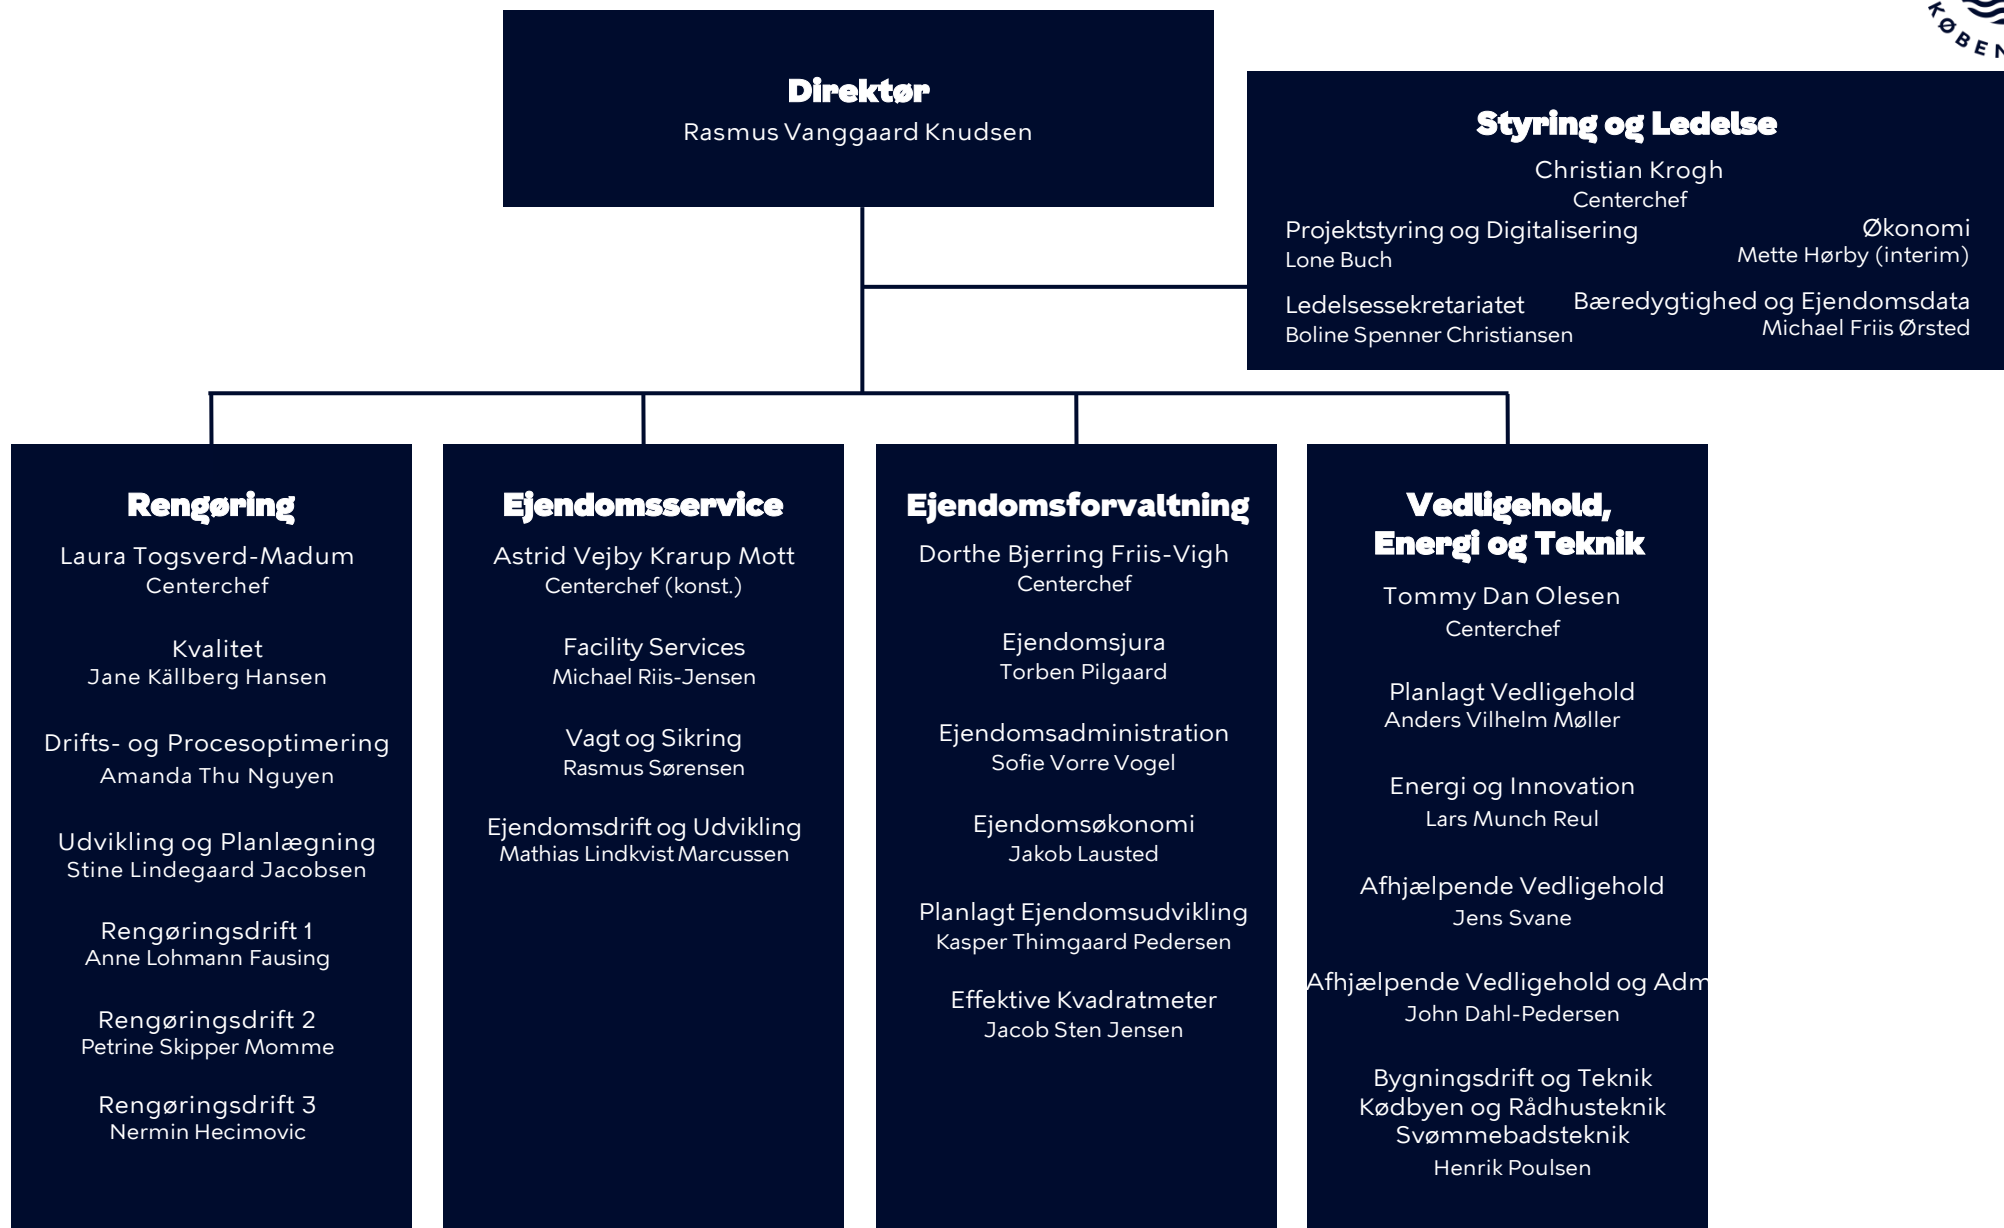 KØBEN
Direktør
Rasmus Vanggaard Knudsen
Styring og Ledelse
Christian Krogh
Centerchef
Projektstyring og Digitalisering
Lone Buch
Økonomi
Mette Hørby (interim)
Ledelsessekretariatet
Boline Spenner Christiansen
Bæredygtighed og Ejendomsdata
Michael Friis Ørsted
Rengøring
Laura Togsverd-Madum
Centerchef
Kvalitet
Jane Källberg Hansen
Drifts- og Procesoptimering
Amanda Thu Nguyen
Udvikling og Planlægning
Stine Lindegaard Jacobsen
Rengøringsdrift 1
Anne Lohmann Fausing
Rengøringsdrift 2
Petrine Skipper Momme
Rengøringsdrift 3
Nermin Hecimovic
Ejendomsservice
Astrid Vejby Krarup Mott
Centerchef (konst.)
Facility Services
Michael Riis-Jensen
Vagt og Sikring
Rasmus Sørensen
Ejendomsdrift og Udvikling
Mathias Lindkvist Marcussen
Ejendomsforvaltning
Dorthe Bjerring Friis-Vigh
Centerchef
Ejendomsjura
Torben Pilgaard
Ejendomsadministration
Sofie Vorre Vogel
Ejendomsøkonomi
Jakob Lausted
Planlagt Ejendomsudvikling
Kasper Thimgaard Pedersen
Effektive Kvadratmeter
Jacob Sten Jensen
Vedligehold,
Energi og Teknik
Tommy Dan Olesen
Centerchef
Planlagt Vedligehold
Anders Vilhelm Møller
Energi og Innovation
Lars Munch Reul
Afhjælpende Vedligehold
Jens Svane
Afhjælpende Vedligehold og Adm
John Dahl-Pedersen
Bygningsdrift og Teknik
Kødbyen og Rådhusteknik
Svømmebadsteknik
Henrik Poulsen